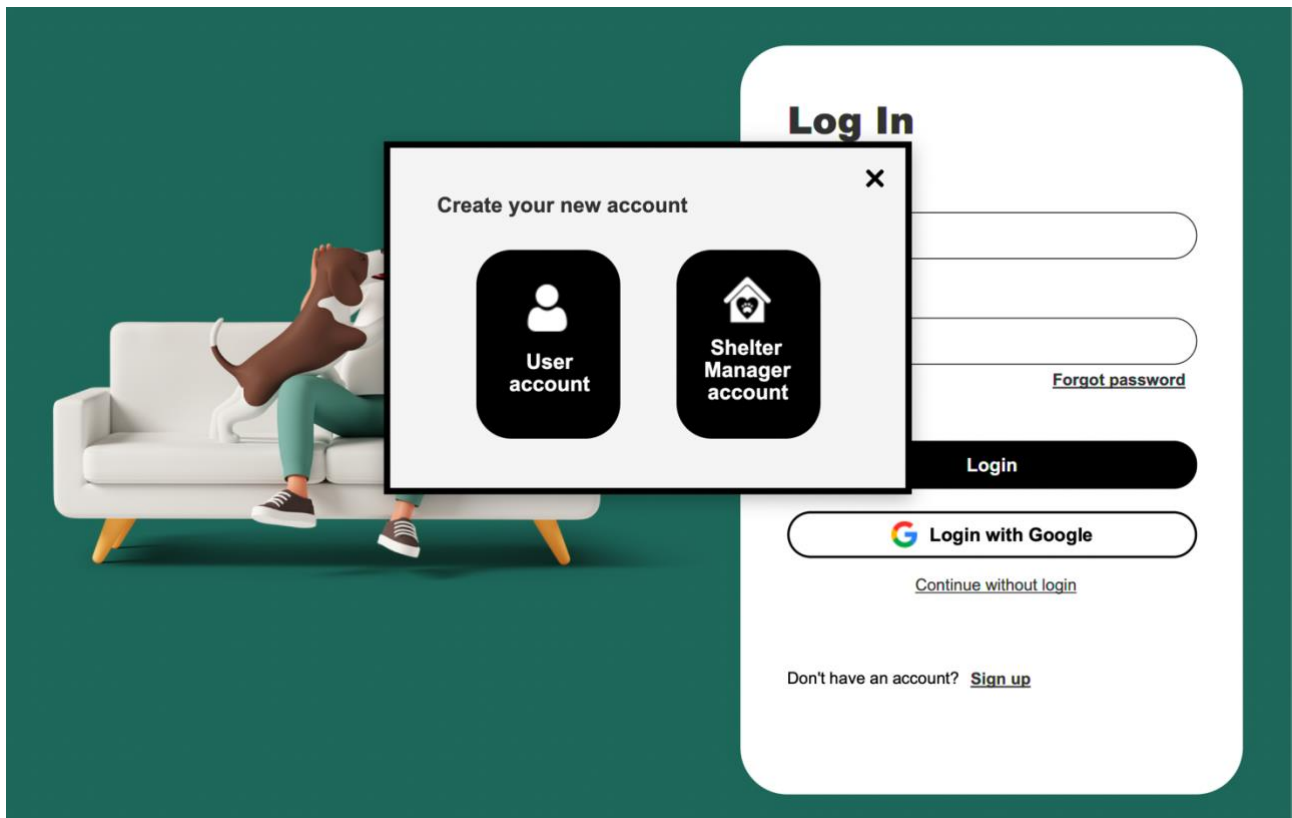 Log In
Create your new account
User
account
Shelter
Manager
account
Forgot password
Login
Login with Google
Continue without login
Don't have an account? Sign up